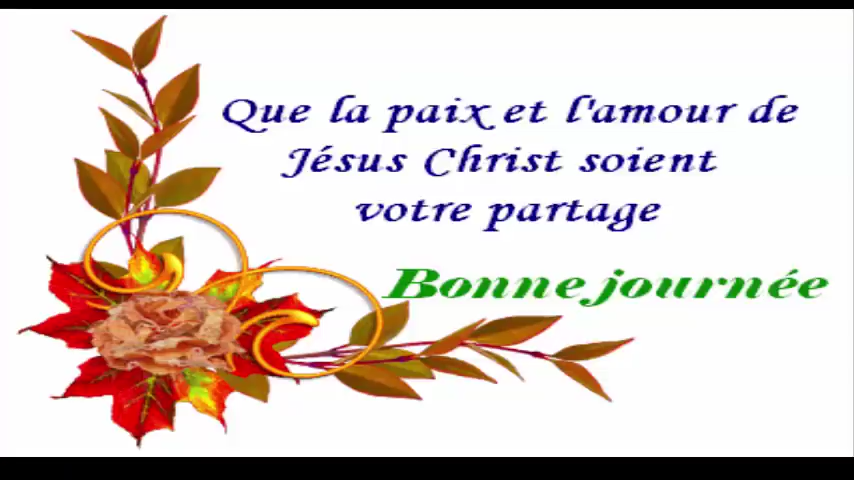 Que la paix et l'amour de
Jésus Christ soient
votre partage
Bonne journée